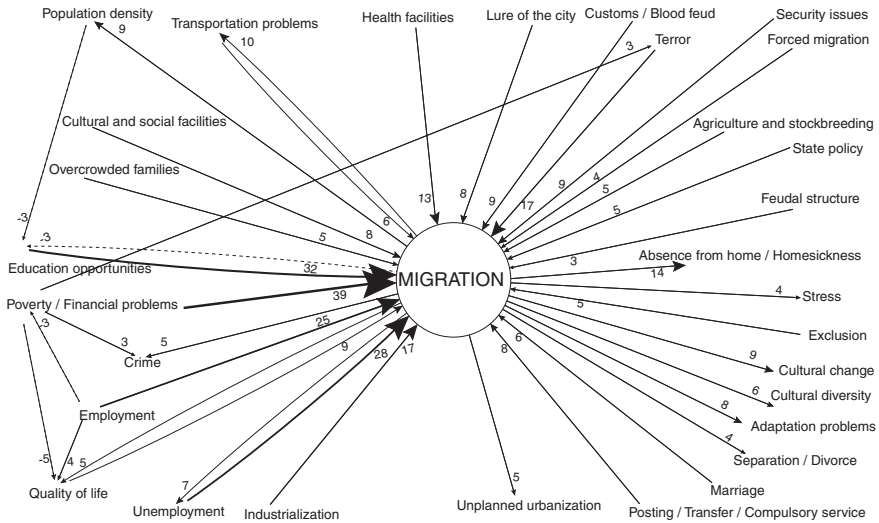 Population density
Transportation problems
Health facilities
Lure of the city
Customs / Blood feud
Security issues
9
10
3
Terror
Forced migration
Cultural and social facilities
Agriculture and stockbreeding
State policy
Overcrowded families
9
4
5
13
8
9
17
5
Feudal structure
-3
6
8
5
-3
3
Absence from home / Homesickness
14
Education opportunities
32
MIGRATION
39
4
Stress
Poverty / Financial problems
5
Exclusion
-3
25
3
5
9
28
17
6
8
Crime
9
Cultural change
6
Cultural diversity
Employment
8
Adaptation problems
4
-5
4
5
Separation / Divorce
Quality of life
7
5
Marriage
Unemployment
Industrialization
Unplanned urbanization
Posting / Transfer / Compulsory service